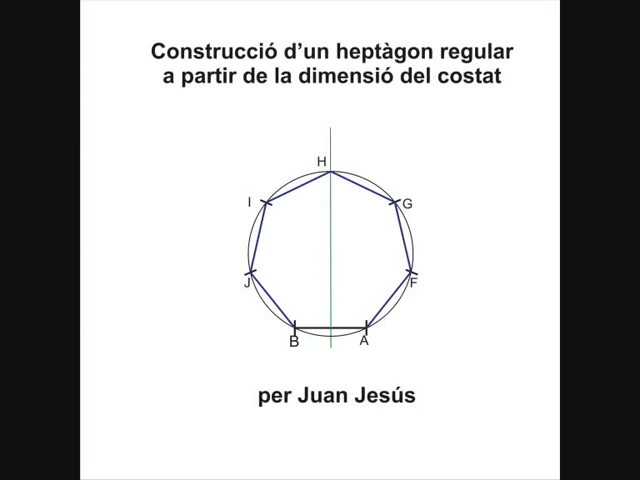 Construcció d’un heptàgon regular
a partir de la dimensió del costat
H
I
G
J
F
B
A
per Juan Jesús